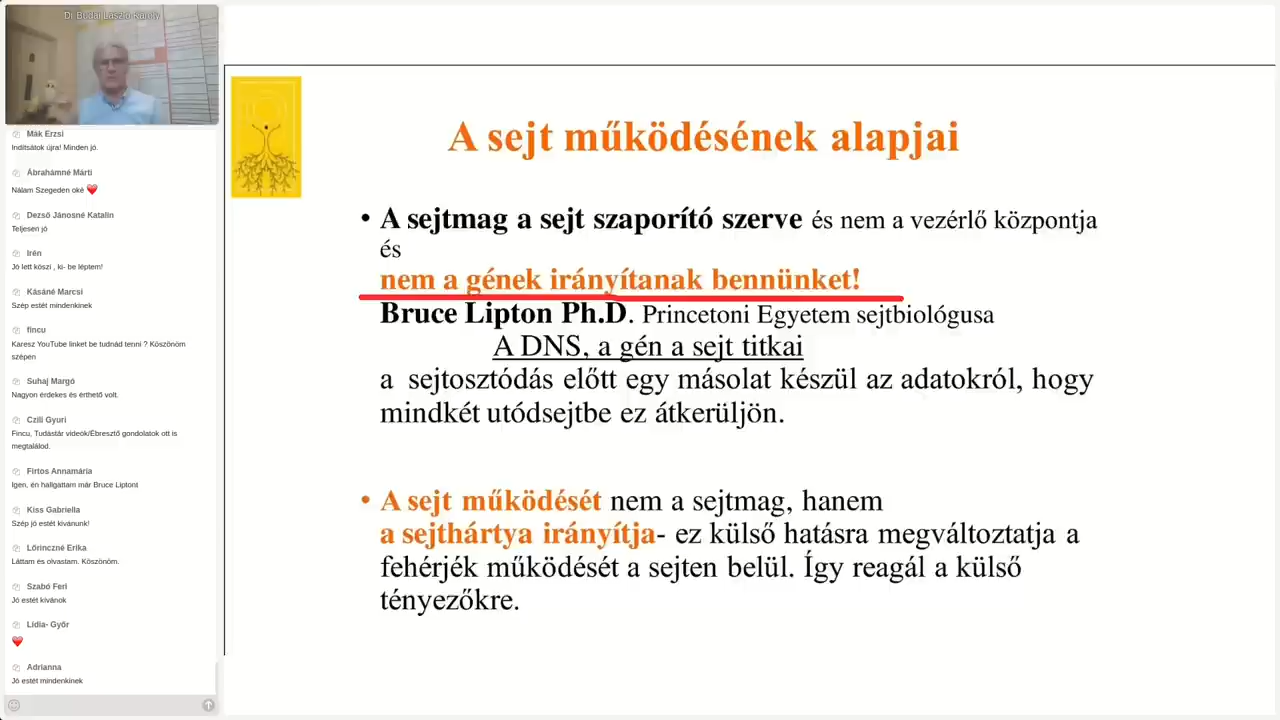 Dr Budai László Károly
Mák Erzsi
Indítsátok újra! Minden jó.
Ábrahámné Márti
Nálam Szegeden oké ❤️
Dezső Jánosné Katalin
Teljesen jó
Irén
Jó lett köszi , ki- be léptem!
Kásáné Marcsi
Szép estét mindenkinek
fincu
Karesz YouTube linket be tudnád tenni ? Köszönöm
szépen
Suhaj Margó
Nagyon érdekes és érthető volt.
Czili Gyuri
Fincu, Tudástár videók/Ébresztő gondolatok ott is
megtalálod.
Firtos Annamária
Igen, én hallgattam már Bruce Liptont
Kiss Gabriella
Szép jó estét kívánunk!
Lőrinczné Erika
Láttam és olvastam. Köszönöm.
Szabó Feri
Jó estét kívánok
Lídia- Győr
❤️
Adrianna
Jó estét mindenkinek
A sejt működésének alapjai
• A sejtmag a sejt szaporító szerve és nem a vezérlő központja
és
nem a gének irányítanak bennünket!
Bruce Lipton Ph.D. Princetoni Egyetem sejtbiológusa
A DNS, a gén a sejt titkai
a sejtosztódás előtt egy másolat készül az adatokról, hogy
mindkét utódsejtbe ez átkerüljön.
• A sejt működését nem a sejtmag, hanem
a sejthártya irányítja- ez külső hatásra megváltoztatja a
fehérjék működését a sejten belül. Így reagál a külső
tényezőkre.